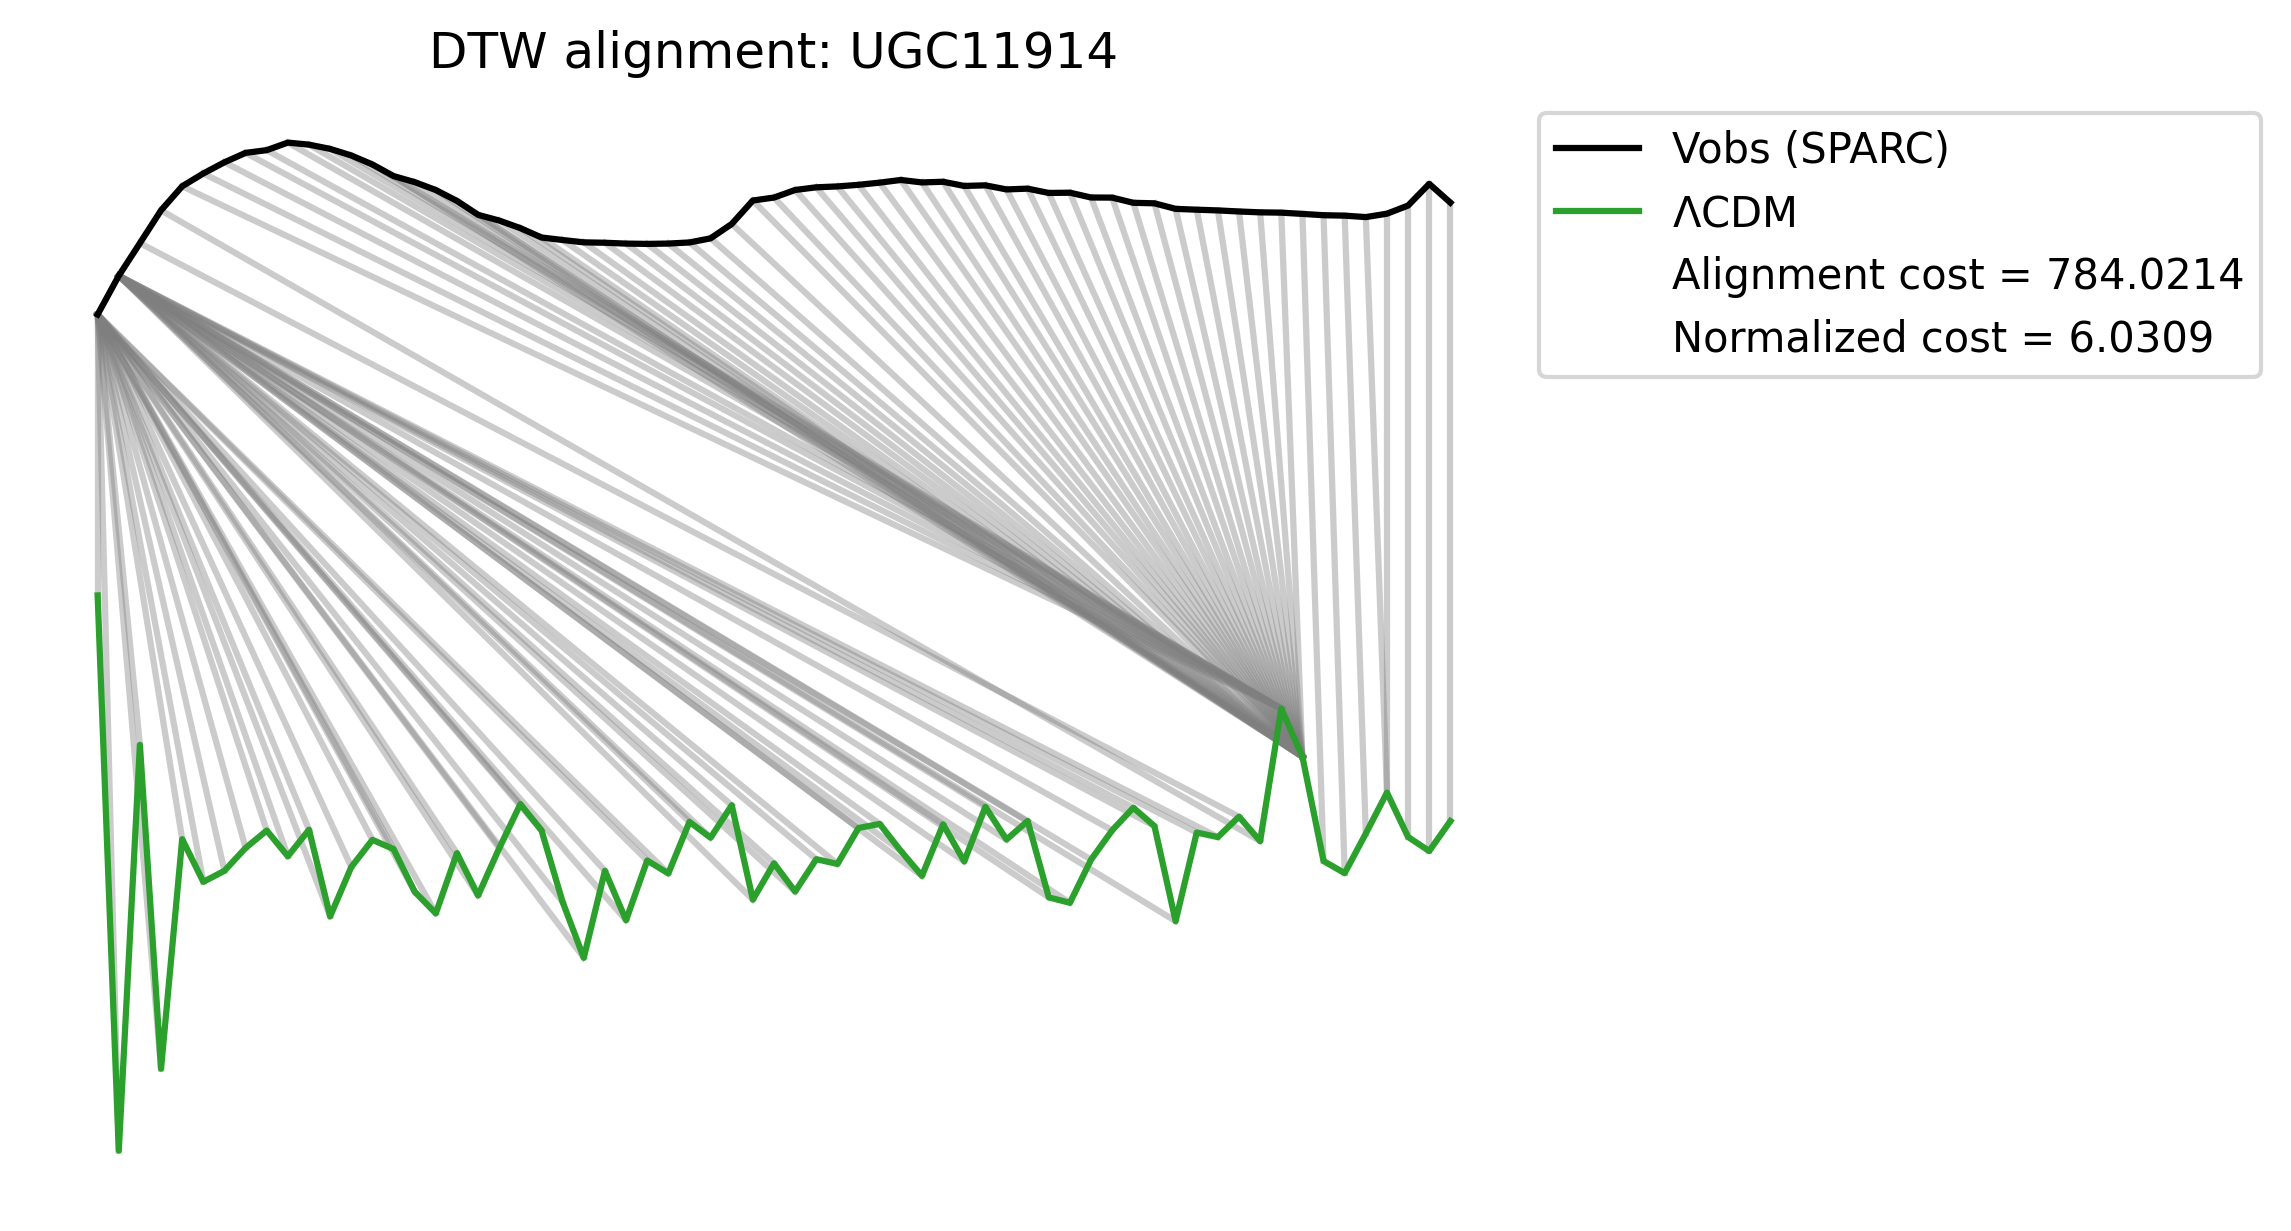 DTW alignment: UGC11914
Vobs (SPARC)
ΛCDM
Alignment cost = 784.0214
Normalized cost = 6.0309